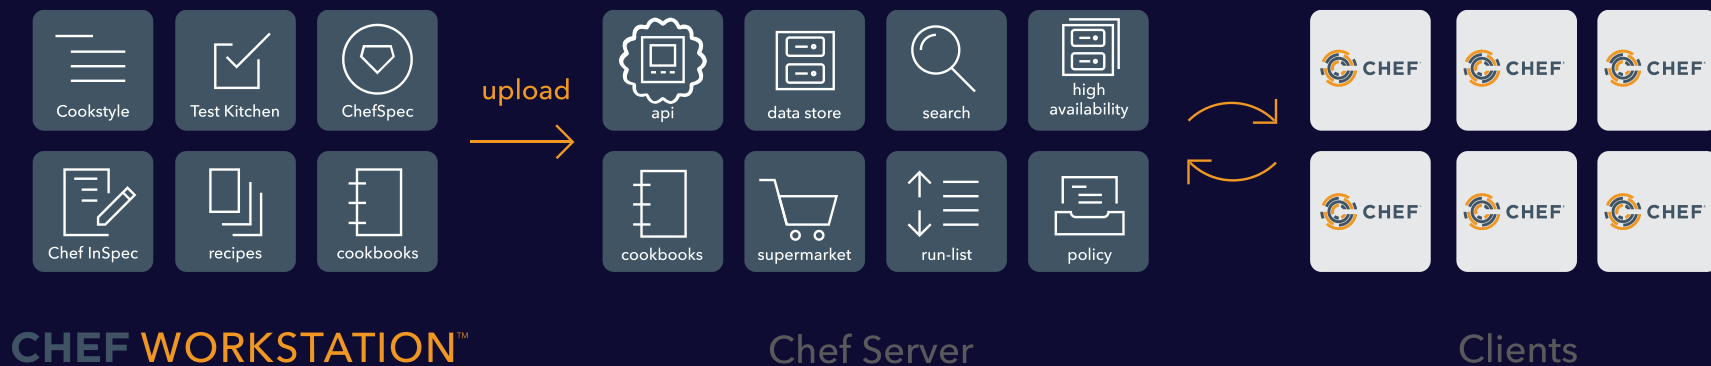 Cookstyle
Test Kitchen
ChefSpec
Chef InSpec
recipes
cookbooks
CHEF WORKSTATION™
upload
api
data store
search
high
availability
cookbooks
supermarket
run-list
policy
Chef Server
CHEF
CHEF
CHEF
CHEF
CHEF
CHEF
Clients